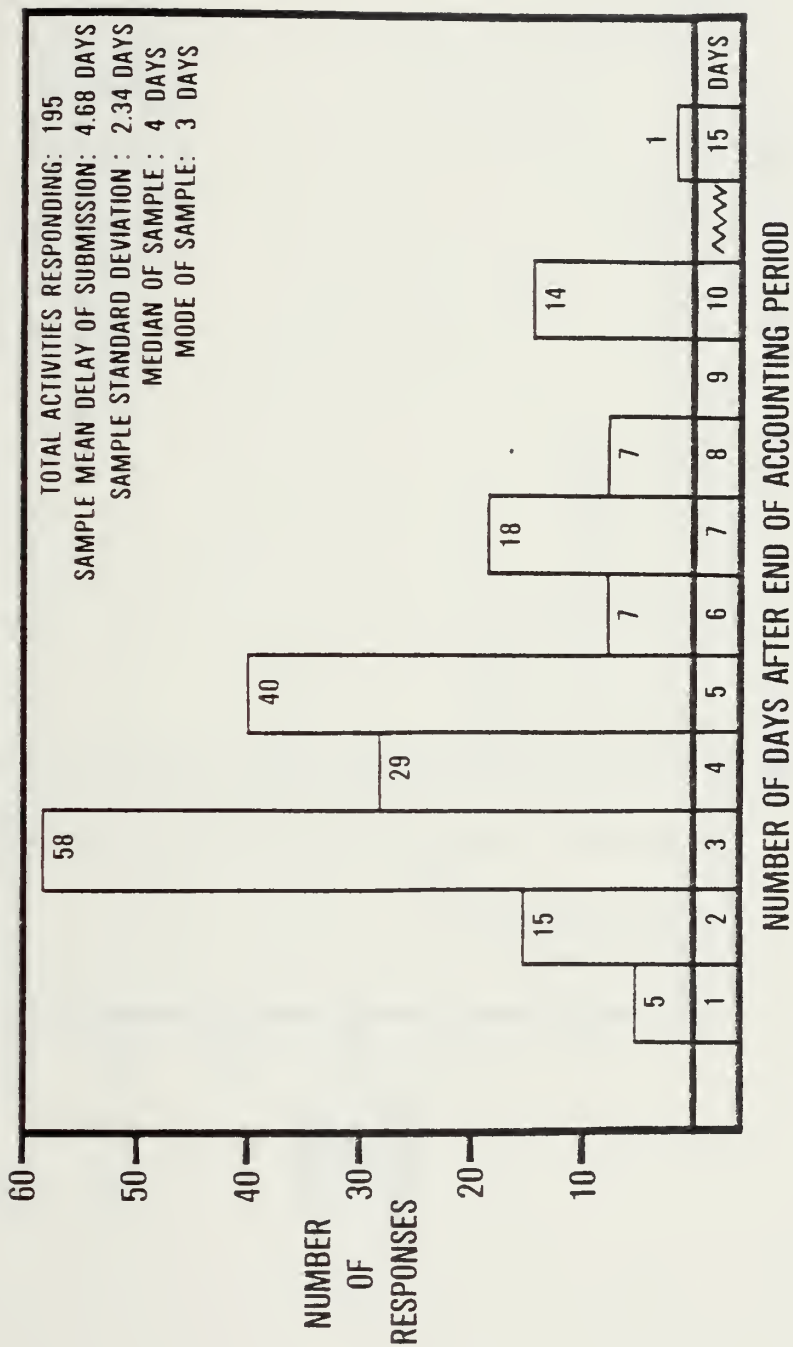 TOTAL ACTIVITIES RESPONDING: 195
SAMPLE MEAN DELAY OF SUBMISSION: 4.68 DAYS
SAMPLE STANDARD DEVIATION: 2.34 DAYS
MEDIAN OF SAMPLE: 4 DAYS
MODE OF SAMPLE: 3 DAYS
60
50
40
30
20
10
NUMBER
OF
RESPONSES
5
15
58
29
40
7
18
7
14
1
1 2 3 4 5 6 7 8 9 10 15 DAYS
NUMBER OF DAYS AFTER END OF ACCOUNTING PERIOD